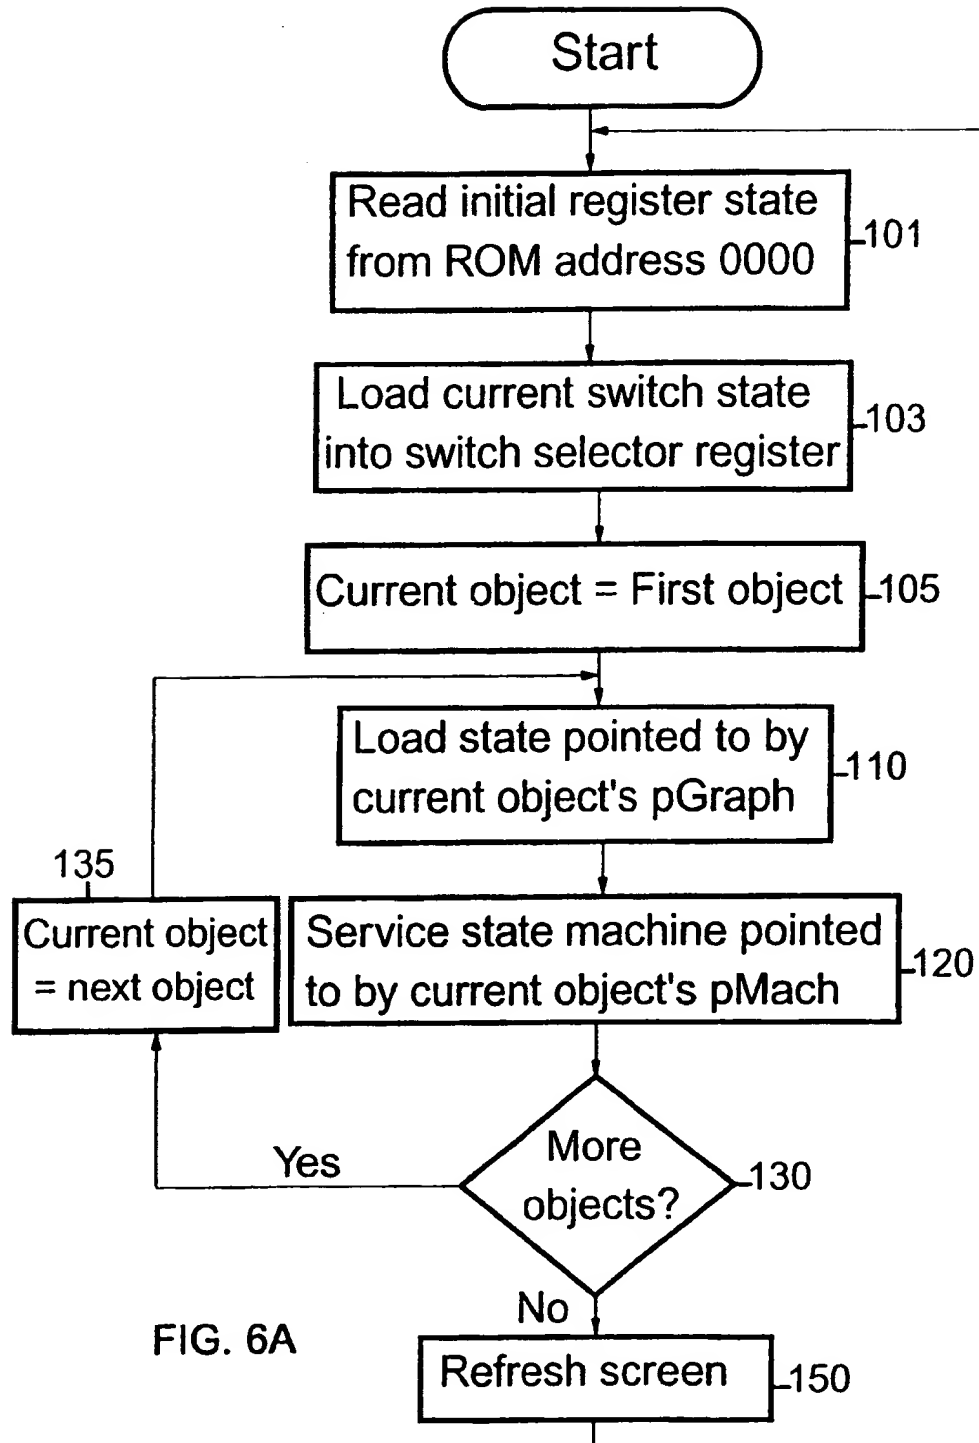 Start
Read initial register state
from ROM address 0000
101
Load current switch state
into switch selector register
103
Current object = First object
105
Load state pointed to by
current object's pGraph
110
135
Current object
= next object
Service state machine pointed
to by current object's pMach
120
More
objects?
130
Yes
No
FIG. 6A
Refresh screen
150